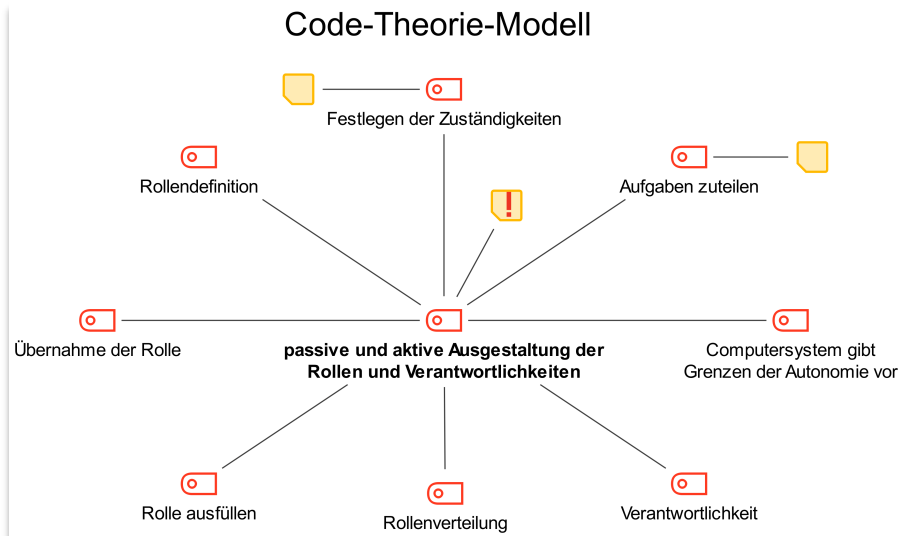 Code-Theorie-Modell
Festlegen der Zuständigkeiten
Rollendefinition
Aufgaben zuteilen
!
Übernahme der Rolle
passive und aktive Ausgestaltung der
Rollen und Verantwortlichkeiten
Computersystem gibt
Grenzen der Autonomie vor
Rolle ausfüllen
Rollenverteilung
Verantwortlichkeit